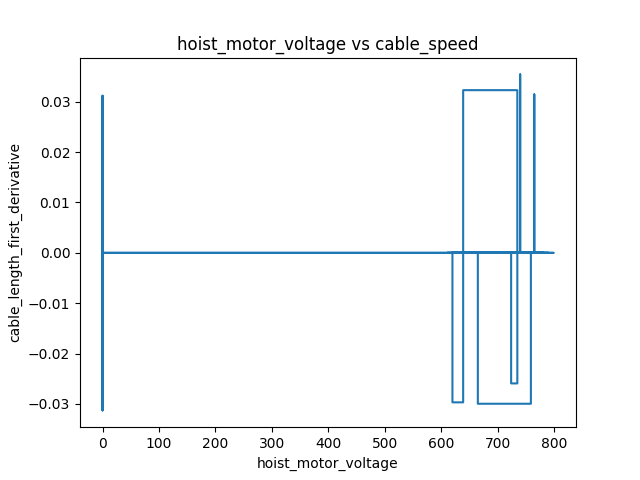 hoist_motor_voltage vs cable_speed
cable_length_first_derivative
0.03
0.02
0.01
0.00
−0.01
−0.02
−0.03
0 100 200 300 400 500 600 700 800
hoist_motor_voltage